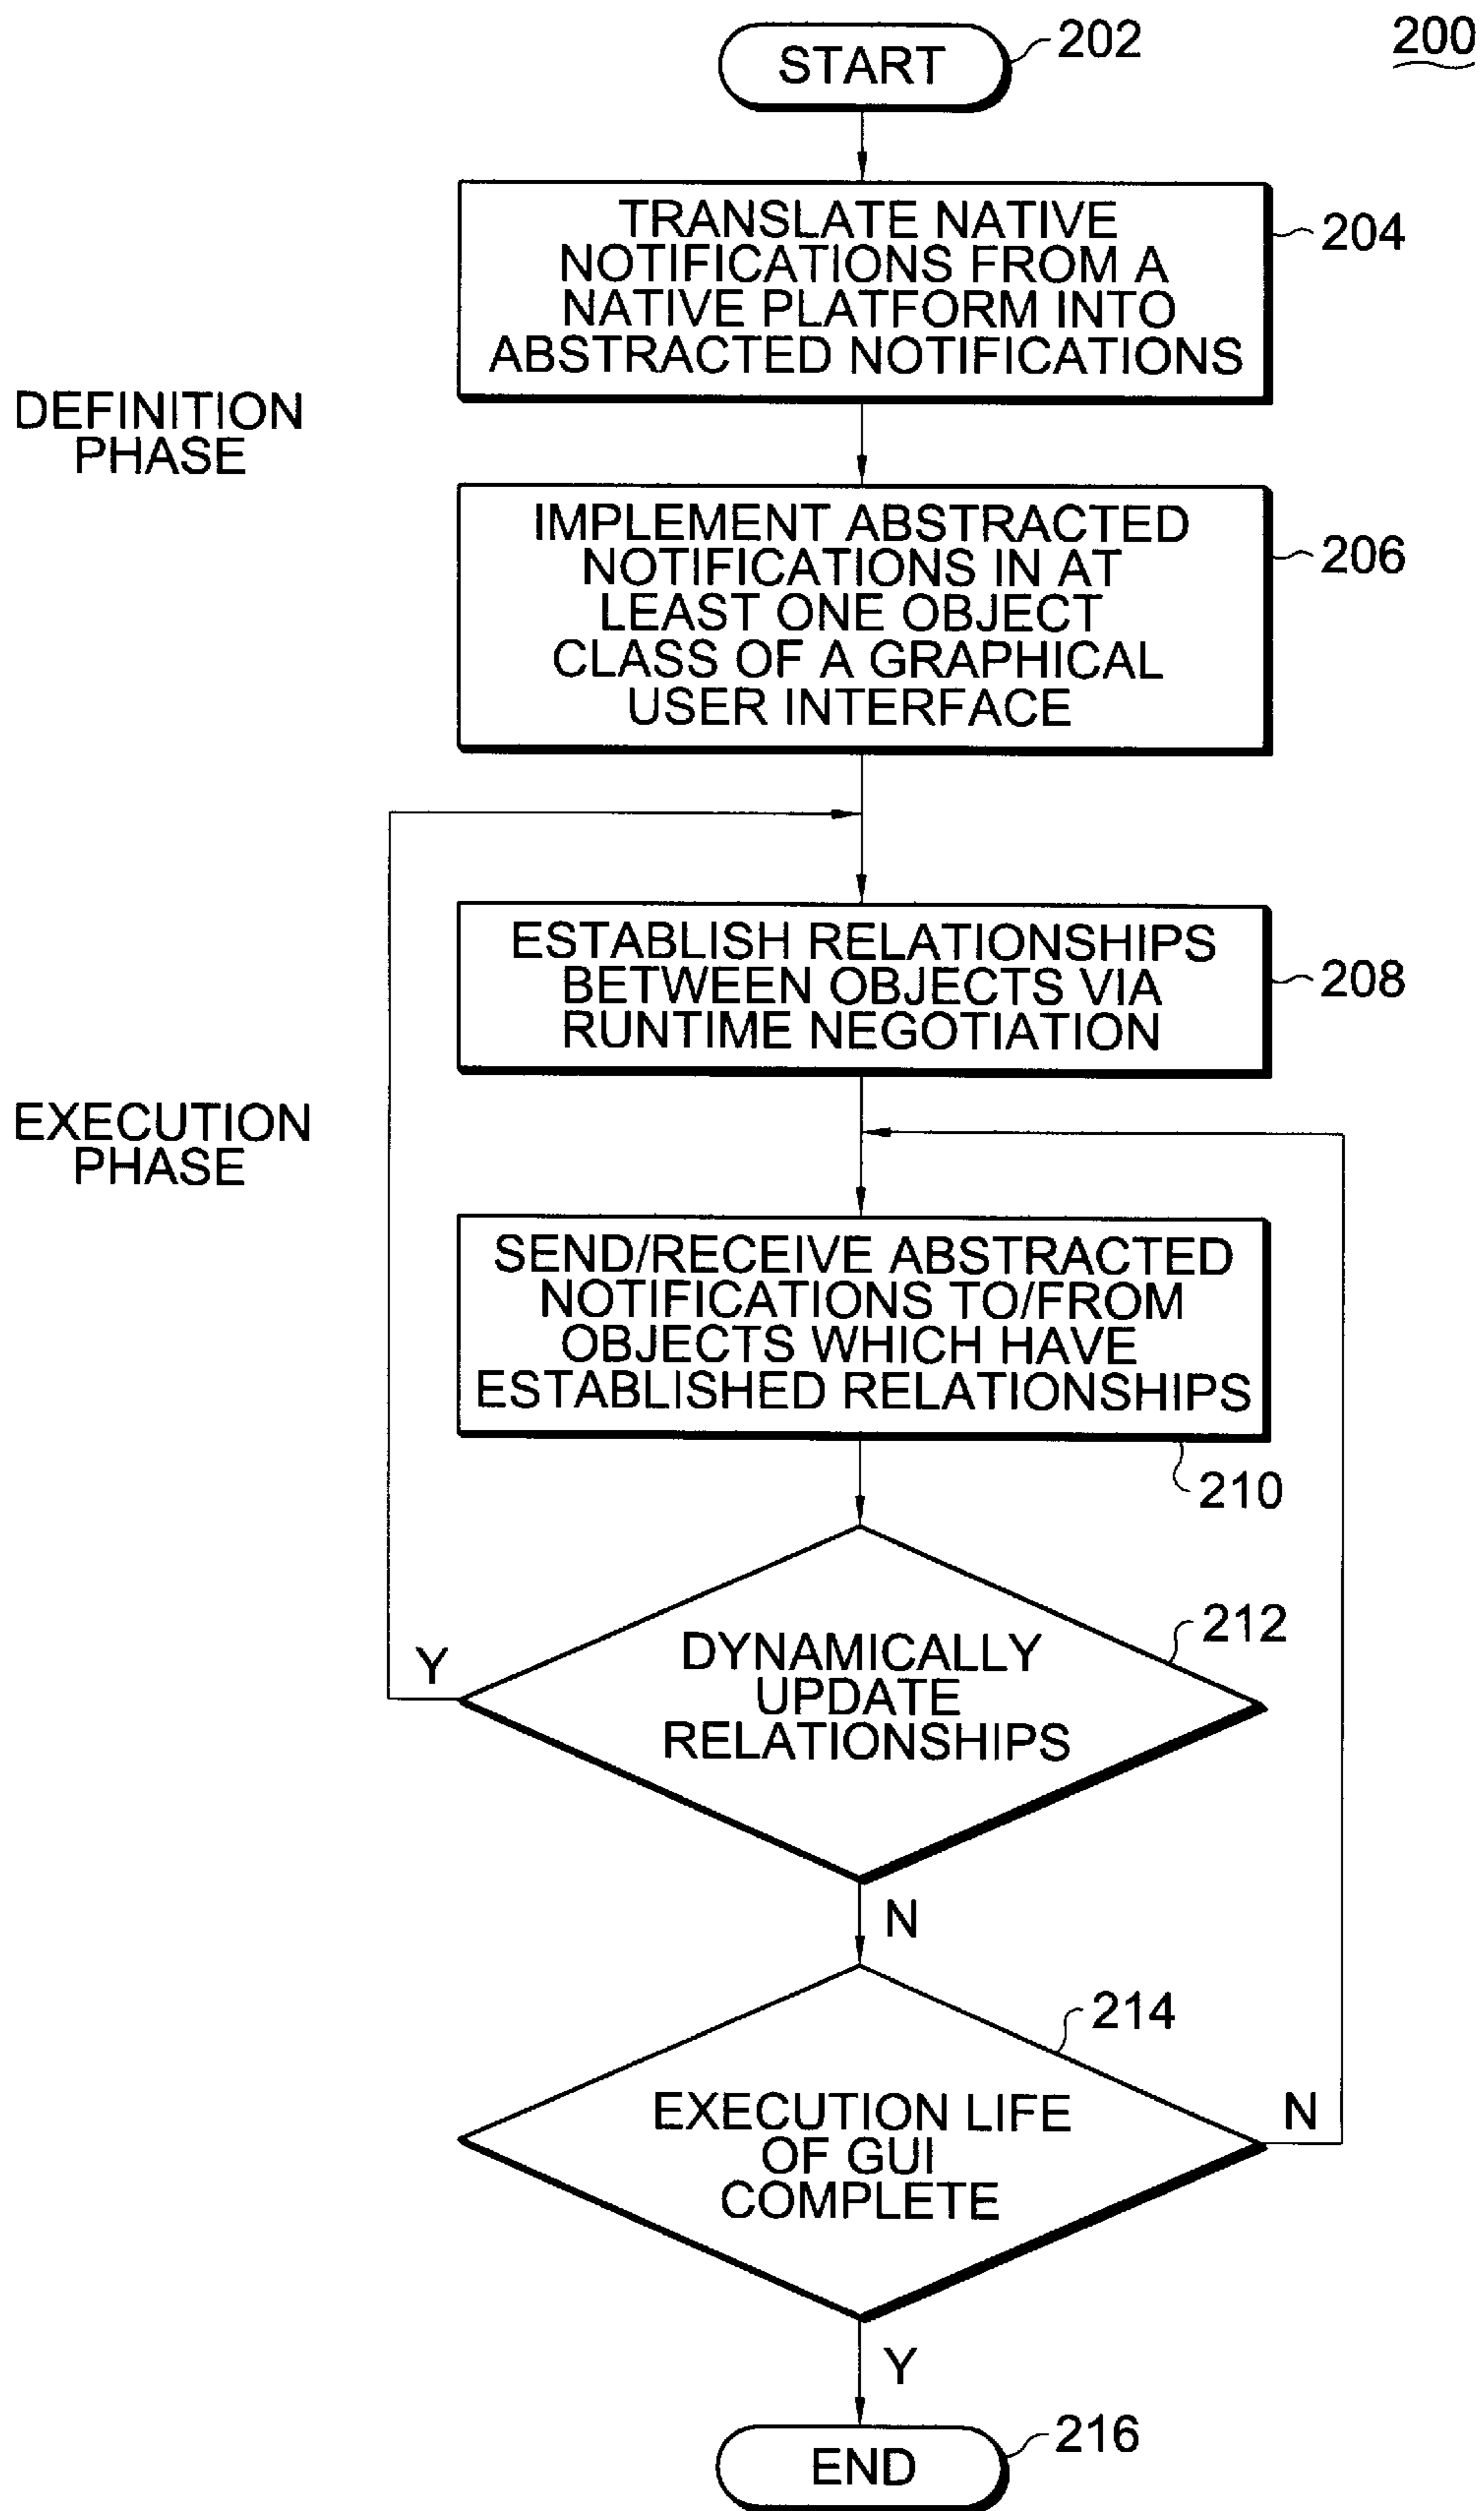 200
START
202
TRANSLATE NATIVE
NOTIFICATIONS FROM A
NATIVE PLATFORM INTO
ABSTRACTED NOTIFICATIONS
204
DEFINITION
PHASE
IMPLEMENT ABSTRACTED
NOTIFICATIONS IN AT
LEAST ONE OBJECT
CLASS OF A GRAPHICAL
USER INTERFACE
206
ESTABLISH RELATIONSHIPS
BETWEEN OBJECTS VIA
RUNTIME NEGOTIATION
208
EXECUTION
PHASE
SEND/RECEIVE ABSTRACTED
NOTIFICATIONS TO/FROM
OBJECTS WHICH HAVE
ESTABLISHED RELATIONSHIPS
210
DYNAMICALLY
UPDATE
RELATIONSHIPS
212
Y
N
EXECUTION LIFE
OF GUI
COMPLETE
214
N
Y
END
216